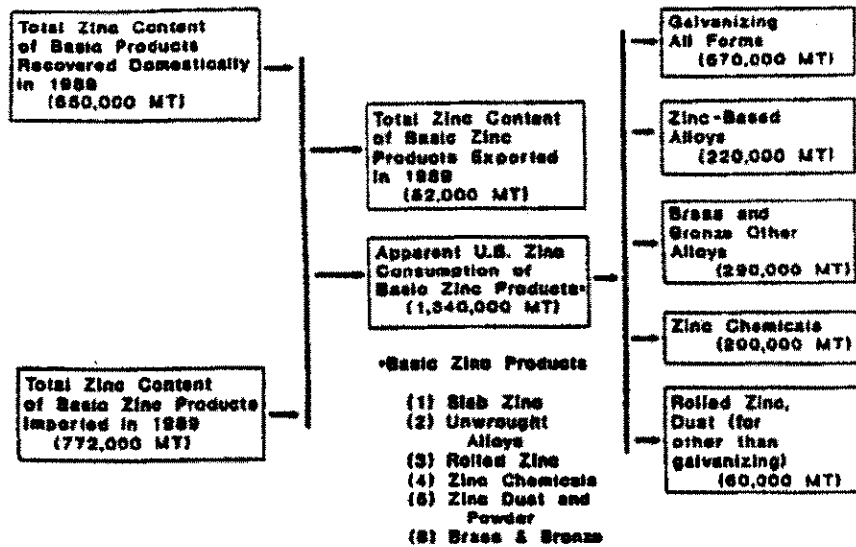 Total Zinc Content
of Basic Products
Recovered Domestically
in 1989
(650,000 MT)
Total Zinc Content
of Basic Zinc Products
Imported in 1989
(772,000 MT)
Total Zinc Content
of Basic Zinc
Products Exported
in 1989
(82,000 MT)
Apparent U.S. Zinc
Consumption of
Basic Zinc Products*
(1,340,000 MT)
*Basic Zinc Products
(1) Slab Zinc
(2) Unwrought
Alloys
(3) Rolled Zinc
(4) Zinc Chemicals
(5) Zinc Dust and
Powder
(6) Brass & Bronze
Galvanizing
All Forms
(570,000 MT)
Zinc-Based
Alloys
(220,000 MT)
Brass and
Bronze Other
Alloys
(290,000 MT)
Zinc Chemicals
(200,000 MT)
Rolled Zinc,
Dust (for
other than
galvanizing)
(60,000 MT)